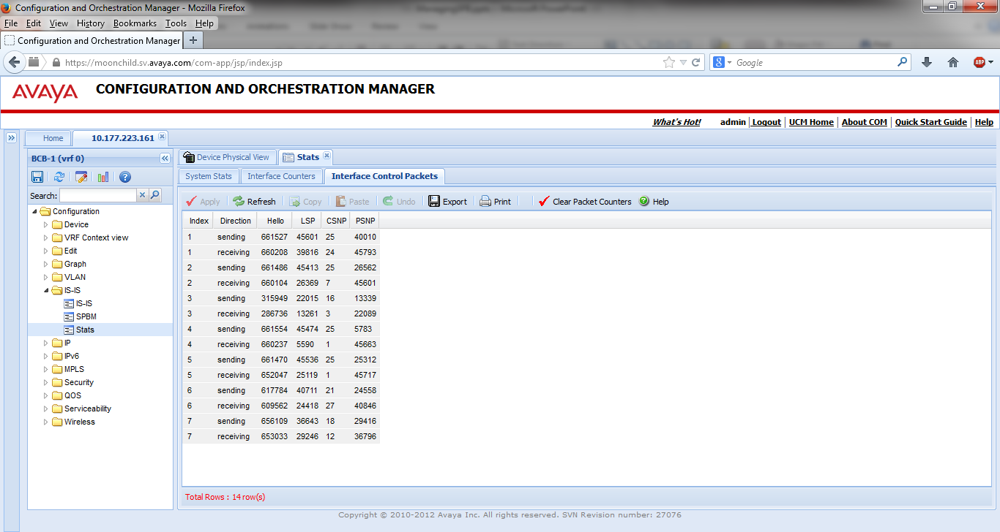 Configuration and Orchestration Manager - Mozilla Firefox
File Edit View History Bookmarks Tools Help
Configuration and Orchestration Manager +
https://moonchild.sv.avaya.com/com-app/jsp/index.jsp
Google
ABP
AVAYA CONFIGURATION AND ORCHESTRATION MANAGER
What's Hot! admin Logout UCM Home About COM Quick Start Guide Help
Home 10.177.223.161
BCB-1 (vrf 0)
Device Physical View Stats
System Stats Interface Counters Interface Control Packets
Search:
Apply Refresh Copy Paste Undo Export Print Clear Packet Counters Help
Configuration
Device
VRF Context view
Edit
Graph
VLAN
IS-IS
IS-IS
SPBM
Stats
IP
IPv6
MPLS
Security
QOS
Serviceability
Wireless
Index Direction Hello LSP CSNP PSNP
1 sending 661527 45601 25 40010
1 receiving 660208 39816 24 45793
2 sending 661486 45413 25 26562
2 receiving 660104 26369 7 45601
3 sending 315949 22015 16 13339
3 receiving 286736 13261 3 22089
4 sending 661554 45474 25 5783
4 receiving 660237 5590 1 45663
5 sending 661470 45536 25 25312
5 receiving 652047 25119 1 45717
6 sending 617784 40711 21 24558
6 receiving 609562 24418 27 40846
7 sending 656109 36643 18 29416
7 receiving 653033 29246 12 36796
Total Rows : 14 row(s)
Copyright © 2010-2012 Avaya Inc. All rights reserved. SVN Revision number: 27076